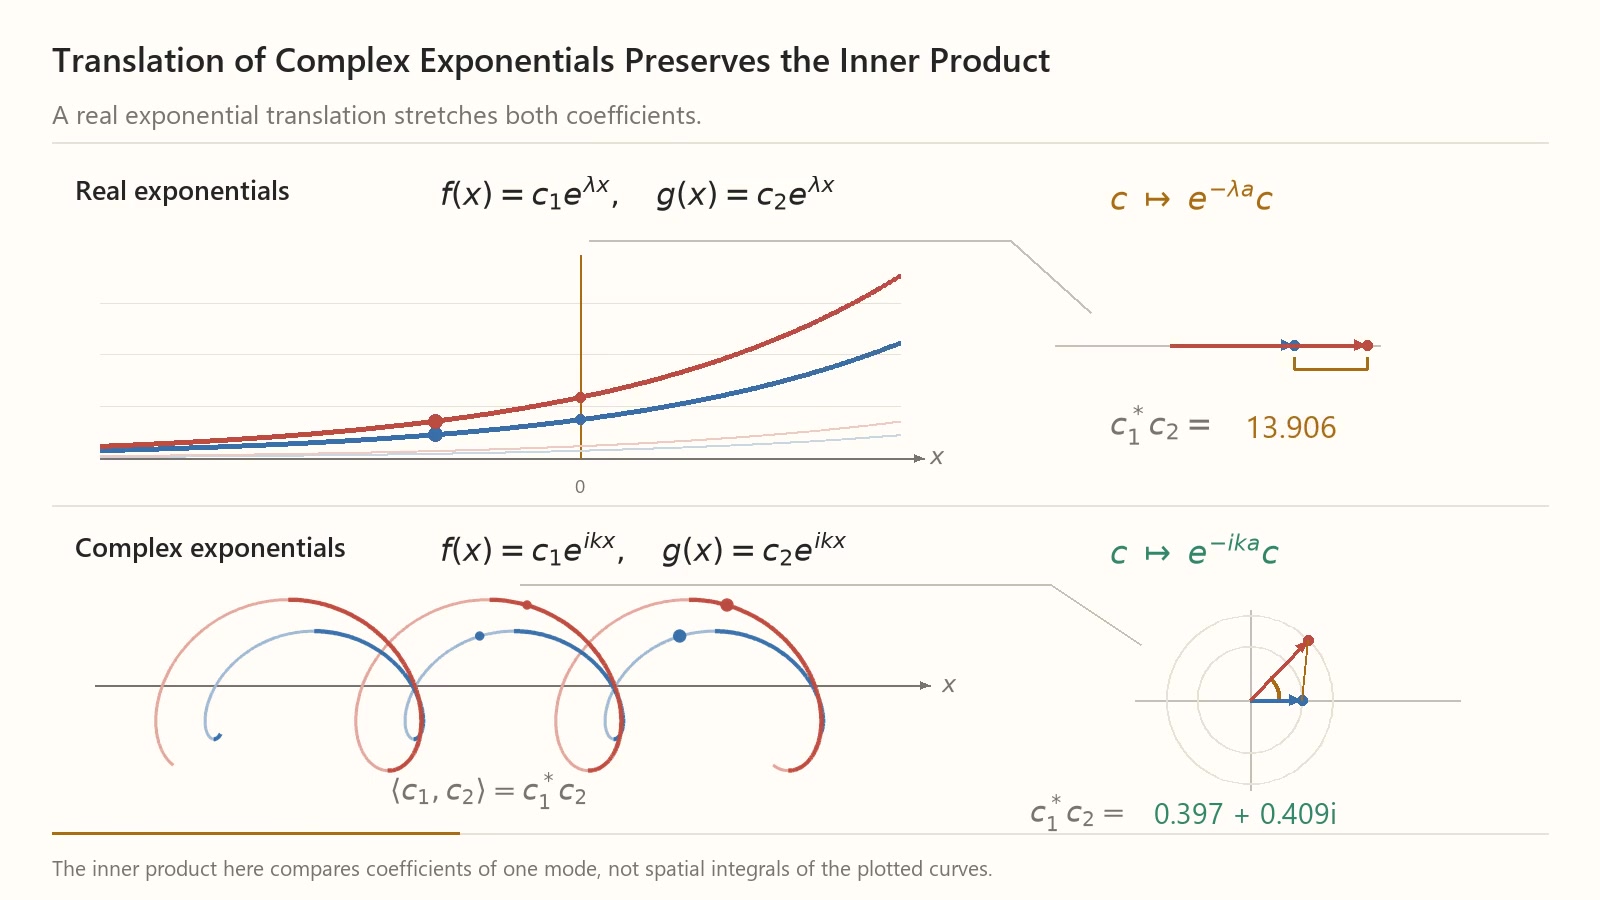 Translation of Complex Exponentials Preserves the Inner Product
A real exponential translation stretches both coefficients.
Real exponentials
f(x) = c₁e^{λx},   g(x) = c₂e^{λx}
c ↦ e^{−λa}c
x
0
c₁* c₂ = 13.906
Complex exponentials
f(x) = c₁e^{ikx},   g(x) = c₂e^{ikx}
c ↦ e^{−ika}c
x
⟨c₁, c₂⟩ = c₁* c₂
c₁* c₂ = 0.397 + 0.409i
The inner product here compares coefficients of one mode, not spatial integrals of the plotted curves.